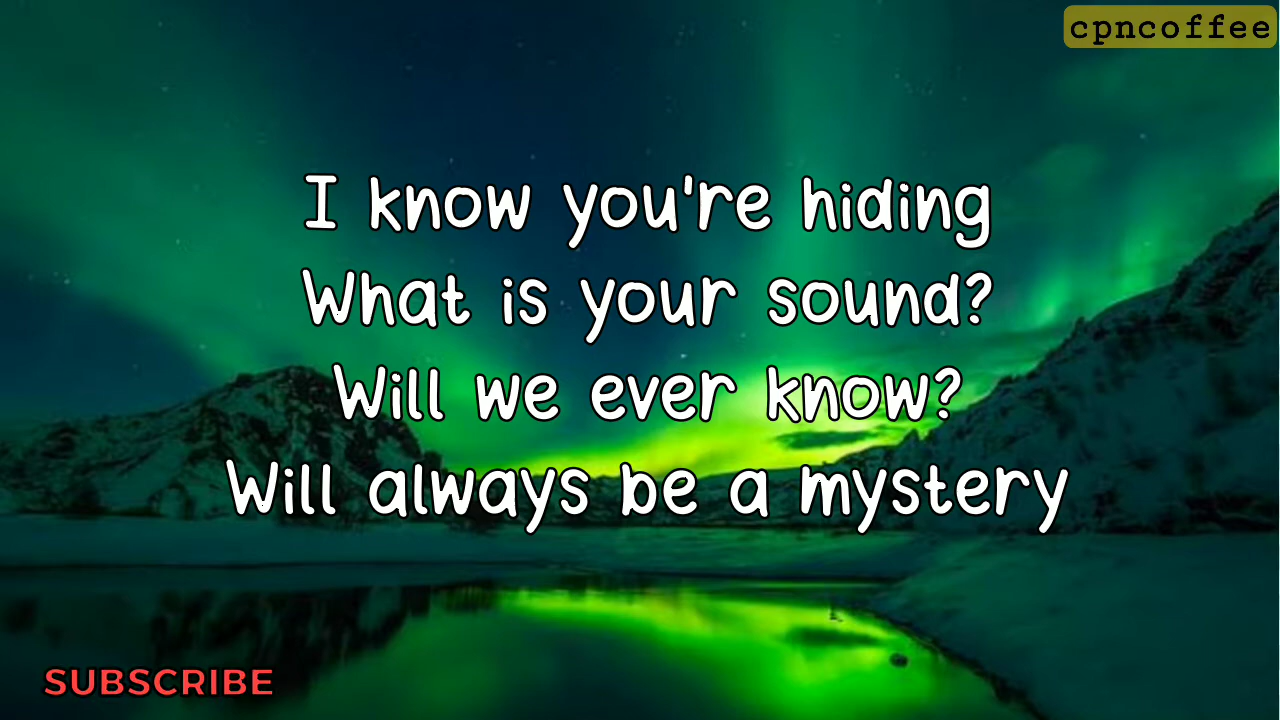 cpncoffee
I know you're hiding
What is your sound?
Will we ever know?
Will always be a mystery
SUBSCRIBE